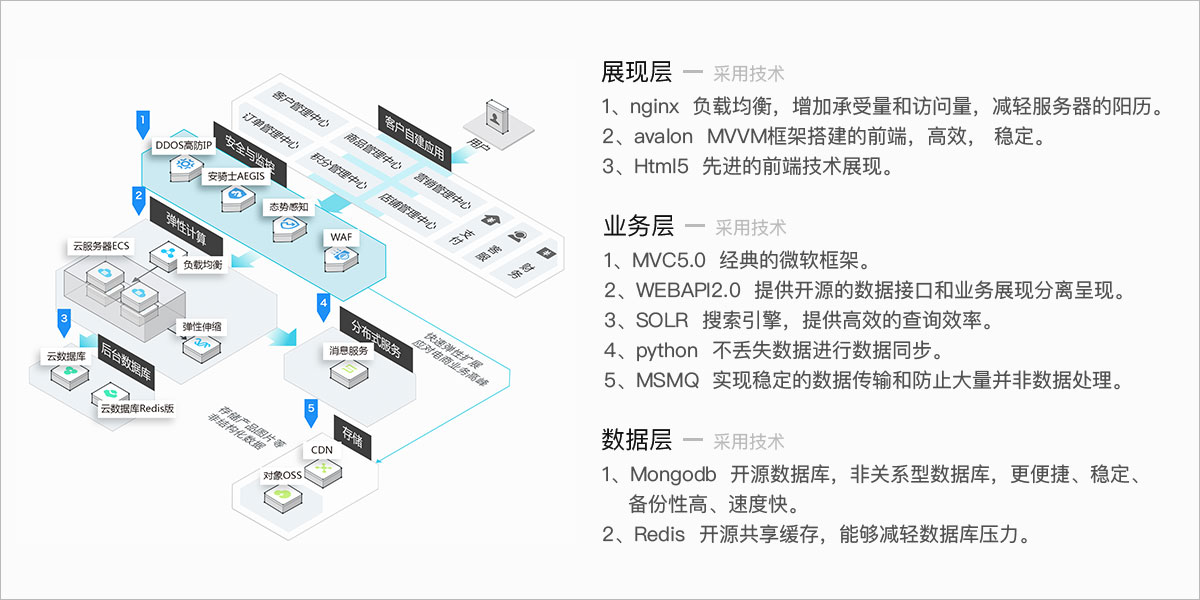 客户管理中心
订单管理中心
商品管理中心
积分管理中心
营销管理中心
店铺管理中心
支付
客服
财务
客户自建应用
用户
1
安全与监控
DDOS高防IP
安骑士AEGIS
态势感知
WAF
2
弹性计算
云服务器ECS
负载均衡
弹性伸缩
3
后台数据库
云数据库
云数据库Redis版
4
分布式服务
消息服务
快速弹性扩展
应对电商业务高峰
5
存储
存储产品图片等
非结构化数据
CDN
对象OSS
展现层 — 采用技术
1、nginx 负载均衡，增加承受量和访问量，减轻服务器的阳历。
2、avalon MVVM框架搭建的前端，高效， 稳定。
3、Html5 先进的前端技术展现。
业务层 — 采用技术
1、MVC5.0 经典的微软框架。
2、WEBAPI2.0 提供开源的数据接口和业务展现分离呈现。
3、SOLR 搜索引擎，提供高效的查询效率。
4、python 不丢失数据进行数据同步。
5、MSMQ 实现稳定的数据传输和防止大量并非数据处理。
数据层 — 采用技术
1、Mongodb 开源数据库，非关系型数据库，更便捷、稳定、
备份性高、速度快。
2、Redis 开源共享缓存，能够减轻数据库压力。